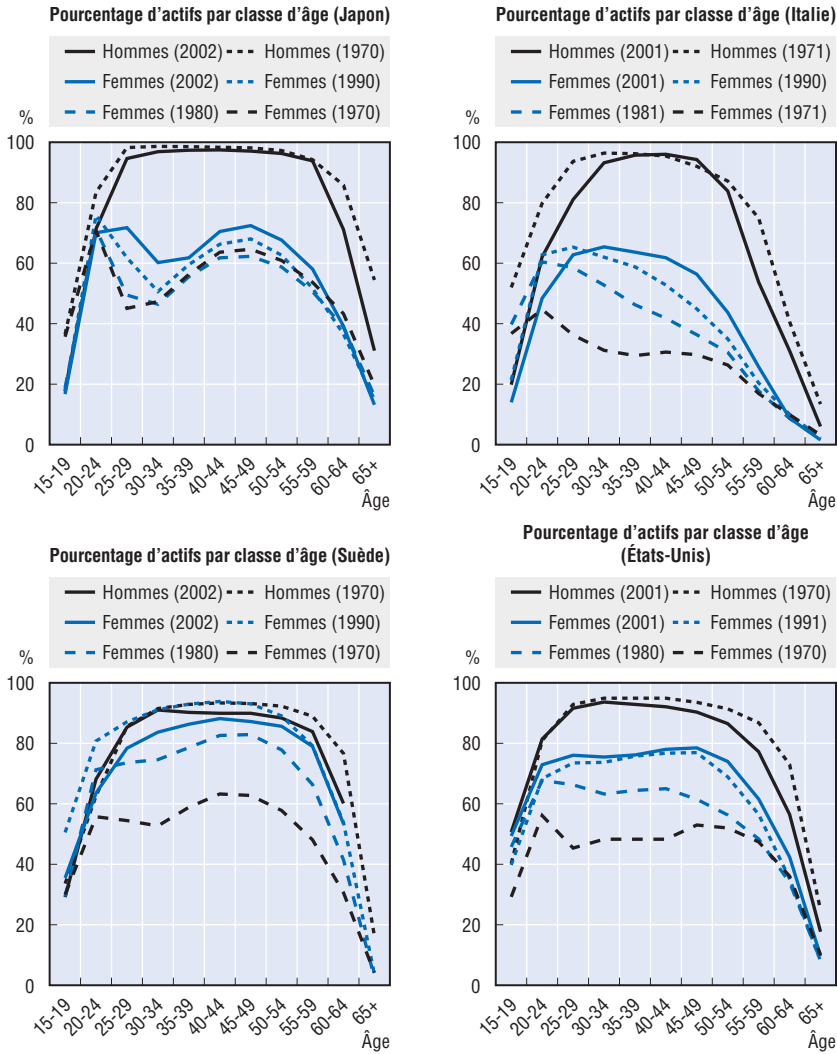 Pourcentage d'actifs par classe d'âge (Japon)
Hommes (2002) Hommes (1970)
Femmes (2002) Femmes (1990)
Femmes (1980) Femmes (1970)
%
100
80
60
40
20
0
15-19 20-24 25-29 30-34 35-39 40-44 45-49 50-54 55-59 60-64 65+
Âge
Pourcentage d'actifs par classe d'âge (Italie)
Hommes (2001) Hommes (1971)
Femmes (2001) Femmes (1990)
Femmes (1981) Femmes (1971)
%
100
80
60
40
20
0
15-19 20-24 25-29 30-34 35-39 40-44 45-49 50-54 55-59 60-64 65+
Âge
Pourcentage d'actifs par classe d'âge (Suède)
Hommes (2002) Hommes (1970)
Femmes (2002) Femmes (1990)
Femmes (1980) Femmes (1970)
%
100
80
60
40
20
0
15-19 20-24 25-29 30-34 35-39 40-44 45-49 50-54 55-59 60-64 65+
Âge
Pourcentage d'actifs par classe d'âge
(États-Unis)
Hommes (2001) Hommes (1970)
Femmes (2001) Femmes (1991)
Femmes (1980) Femmes (1970)
%
100
80
60
40
20
0
15-19 20-24 25-29 30-34 35-39 40-44 45-49 50-54 55-59 60-64 65+
Âge